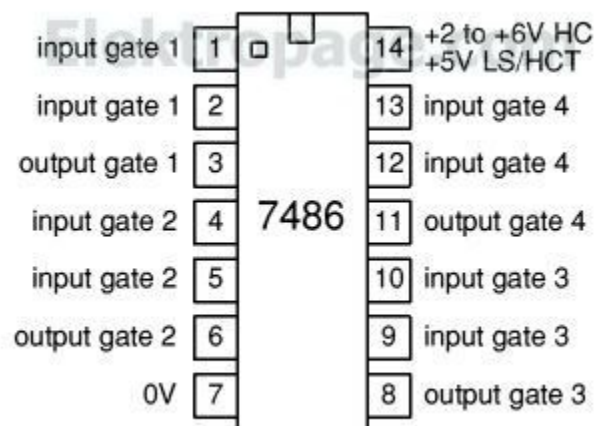 Elektropage.com
input gate 1 1
14 +2 to +6V HC
+5V LS/HCT
input gate 1 2
13 input gate 4
output gate 1 3
12 input gate 4
input gate 2 4
7486
11 output gate 4
input gate 2 5
10 input gate 3
output gate 2 6
9 input gate 3
0V 7
8 output gate 3